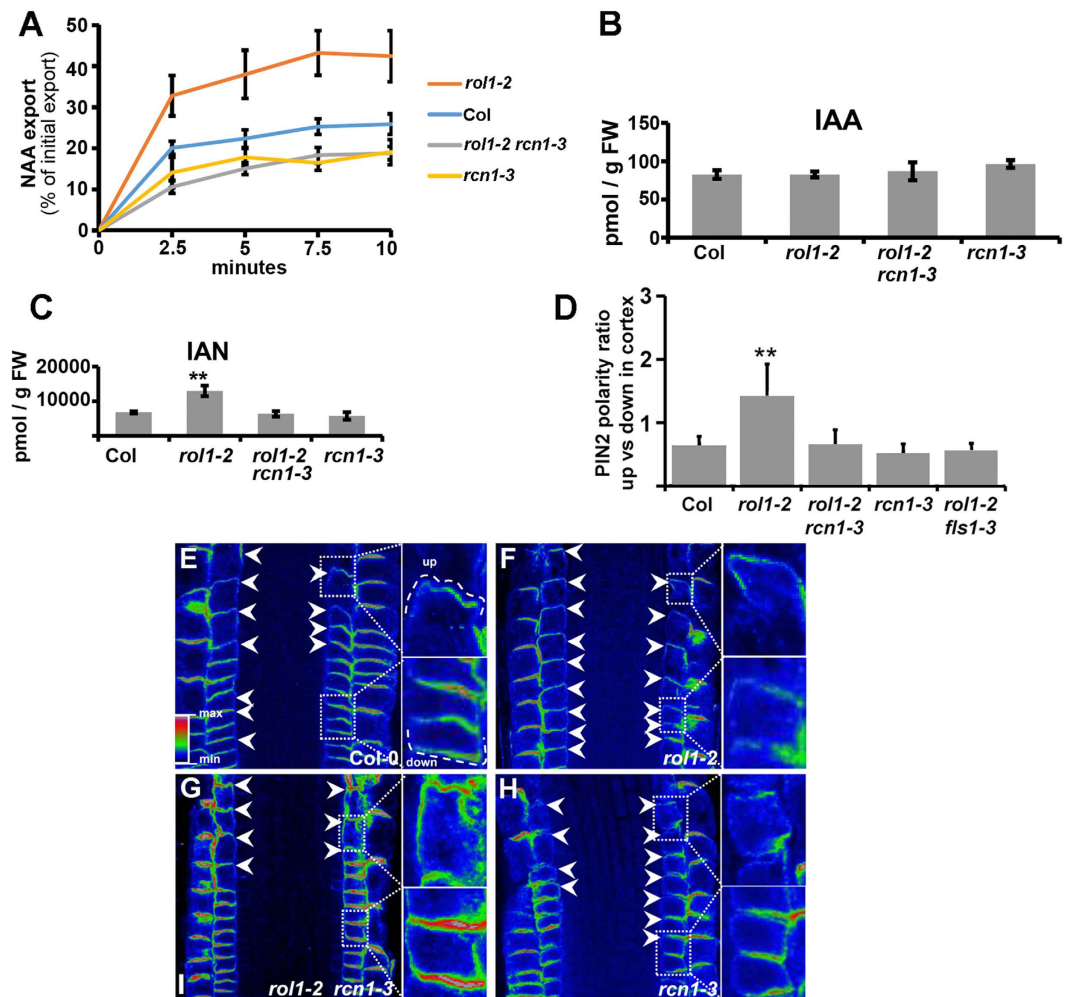 A
NAA export
(% of initial export)
50
40
30
20
10
0
0
2.5
5
7.5
10
minutes
rol1-2
Col
rol1-2 rcn1-3
rcn1-3
B
IAA
pmol / g FW
150
100
50
0
Col
rol1-2
rol1-2
rcn1-3
rcn1-3
C
IAN
pmol / g FW
20000
10000
**
Col
rol1-2
rol1-2
rcn1-3
rcn1-3
D
PIN2 polarity ratio
up vs down in cortex
3
2
1
**
Col
rol1-2
rol1-2
rcn1-3
rcn1-3
rol1-2
fls1-3
E
up
max
min
Col-0
down
F
rol1-2
G
I
rol1-2 rcn1-3
H
rcn1-3